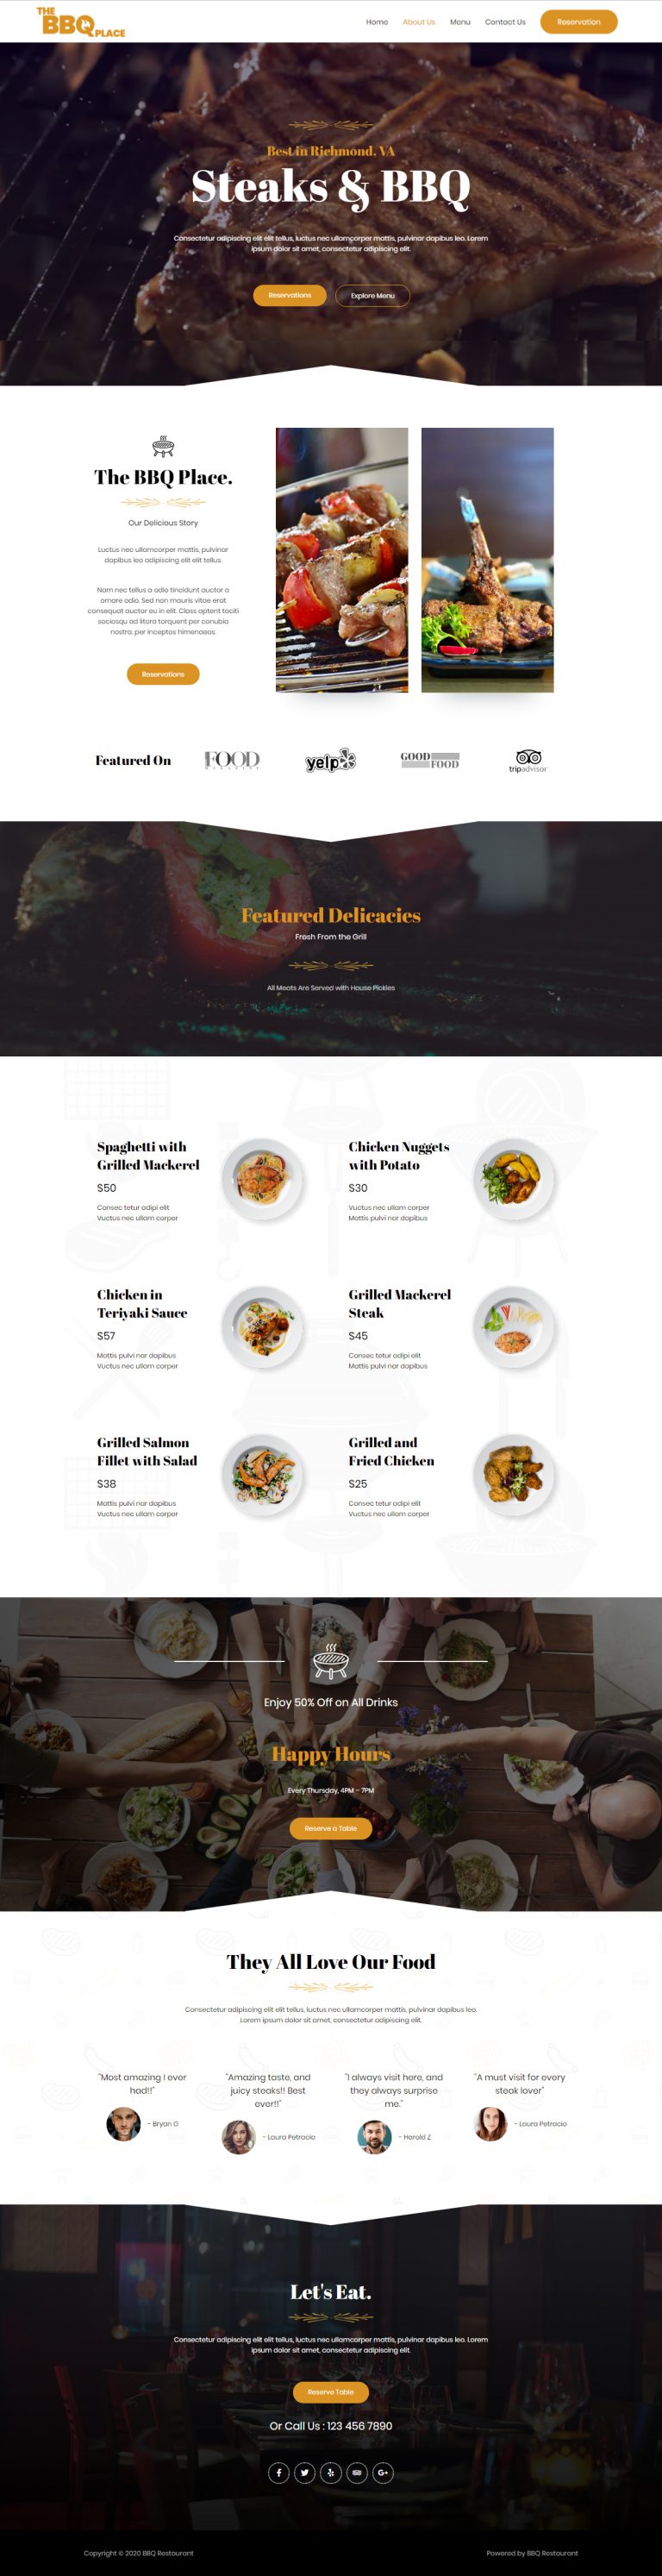 THE
BBQ PLACE
Home About Us Menu Contact Us Reservation
Best in Richmond, VA
Steaks & BBQ
Consectetur adipiscing elit elit tellus, luctus nec ullamcorper mattis, pulvinar dapibus leo. Lorem
ipsum dolor sit amet, consectetur adipiscing elit.
Reservations Explore Menu
The BBQ Place.
Our Delicious Story
Luctus nec ullamcorper mattis, pulvinar
dapibus leo adipiscing elit elit tellus.
Nam nec tellus a odio tincidunt auctor a
ornare odio. Sed non mauris vitae erat
consequat auctor eu in elit. Class aptent taciti
sociosqu ad litora torquent per conubia
nostra, per inceptos himenaeos.
Reservations
Featured On
FOOD
yelp
GOOD
FOOD
tripadvisor
Featured Delicacies
Fresh From the Grill
All Meats Are Served with House Pickles
Spaghetti with
Grilled Mackerel
$50
Consec tetur adipi elit
Vuctus nec ullam corper
Chicken Nuggets
with Potato
$30
Vuctus nec ullam corper
Mattis pulvi nar dapibus
Chicken in
Teriyaki Sauce
$57
Mattis pulvi nar dapibus
Vuctus nec ullam corper
Grilled Mackerel
Steak
$45
Consec tetur adipi elit
Mattis pulvi nar dapibus
Grilled Salmon
Fillet with Salad
$38
Mattis pulvi nar dapibus
Vuctus nec ullam corper
Grilled and
Fried Chicken
$25
Consec tetur adipi elit
Vuctus nec ullam corper
Enjoy 50% Off on All Drinks
Happy Hours
Every Thursday, 4PM – 7PM
Reserve a Table
They All Love Our Food
Consectetur adipiscing elit elit tellus, luctus nec ullamcorper mattis, pulvinar dapibus leo.
Lorem ipsum dolor sit amet, consectetur adipiscing elit.
"Most amazing I ever
had!!"
- Bryan O
"Amazing taste, and
juicy steaks!! Best
ever!!"
- Laura Petracio
"I always visit here, and
they always surprise
me."
- Harold Z
"A must visit for every
steak lover"
- Laura Petracio
Let's Eat.
Consectetur adipiscing elit elit tellus, luctus nec ullamcorper mattis, pulvinar dapibus leo. Lorem
ipsum dolor sit amet, consectetur adipiscing elit.
Reserve Table
Or Call Us : 123 456 7890
Copyright © 2020 BBQ Restaurant
Powered by BBQ Restaurant